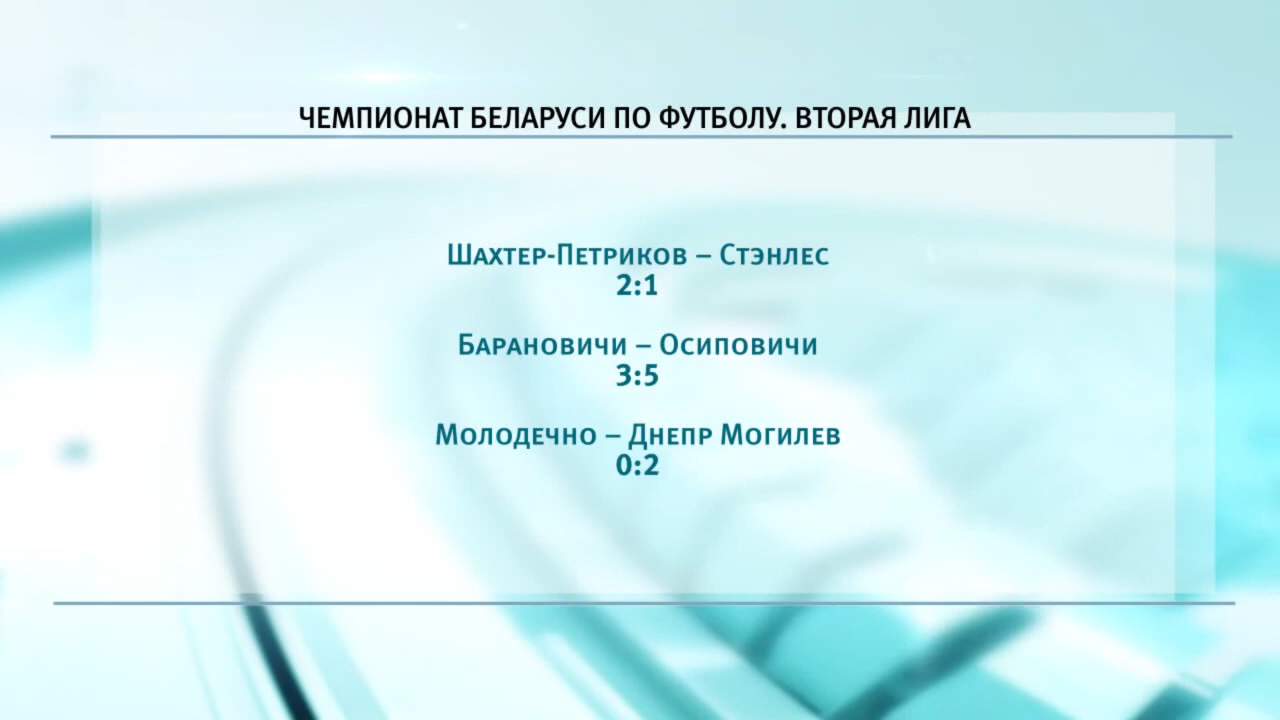 ЧЕМПИОНАТ БЕЛАРУСИ ПО ФУТБОЛУ. ВТОРАЯ ЛИГА
Шахтер-Петриков – Стэнлес
2:1
Барановичи – Осиповичи
3:5
Молодечно – Днепр Могилев
0:2